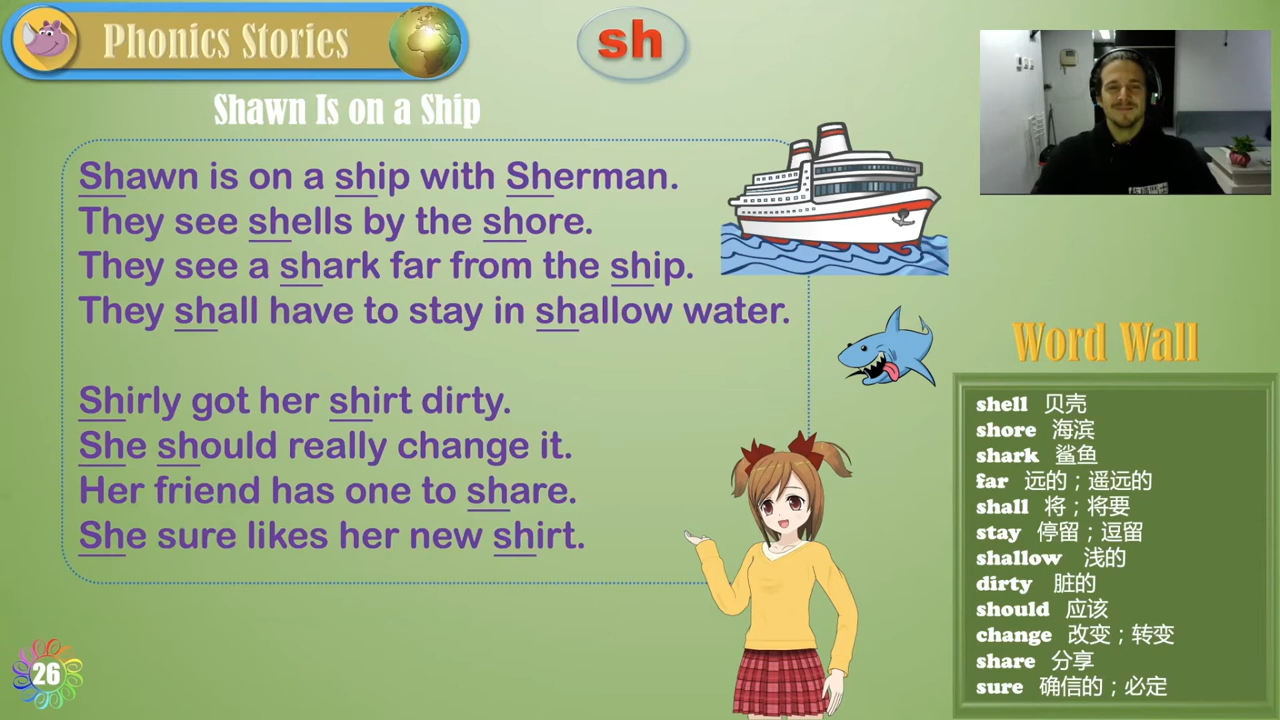 Phonics Stories
sh
Shawn Is on a Ship
Shawn is on a ship with Sherman.
They see shells by the shore.
They see a shark far from the ship.
They shall have to stay in shallow water.
Shirly got her shirt dirty.
She should really change it.
Her friend has one to share.
She sure likes her new shirt.
Word Wall
shell 贝壳
shore 海滨
shark 鲨鱼
far 远的；遥远的
shall 将；将要
stay 停留；逗留
shallow 浅的
dirty 脏的
should 应该
change 改变；转变
share 分享
sure 确信的；必定
26